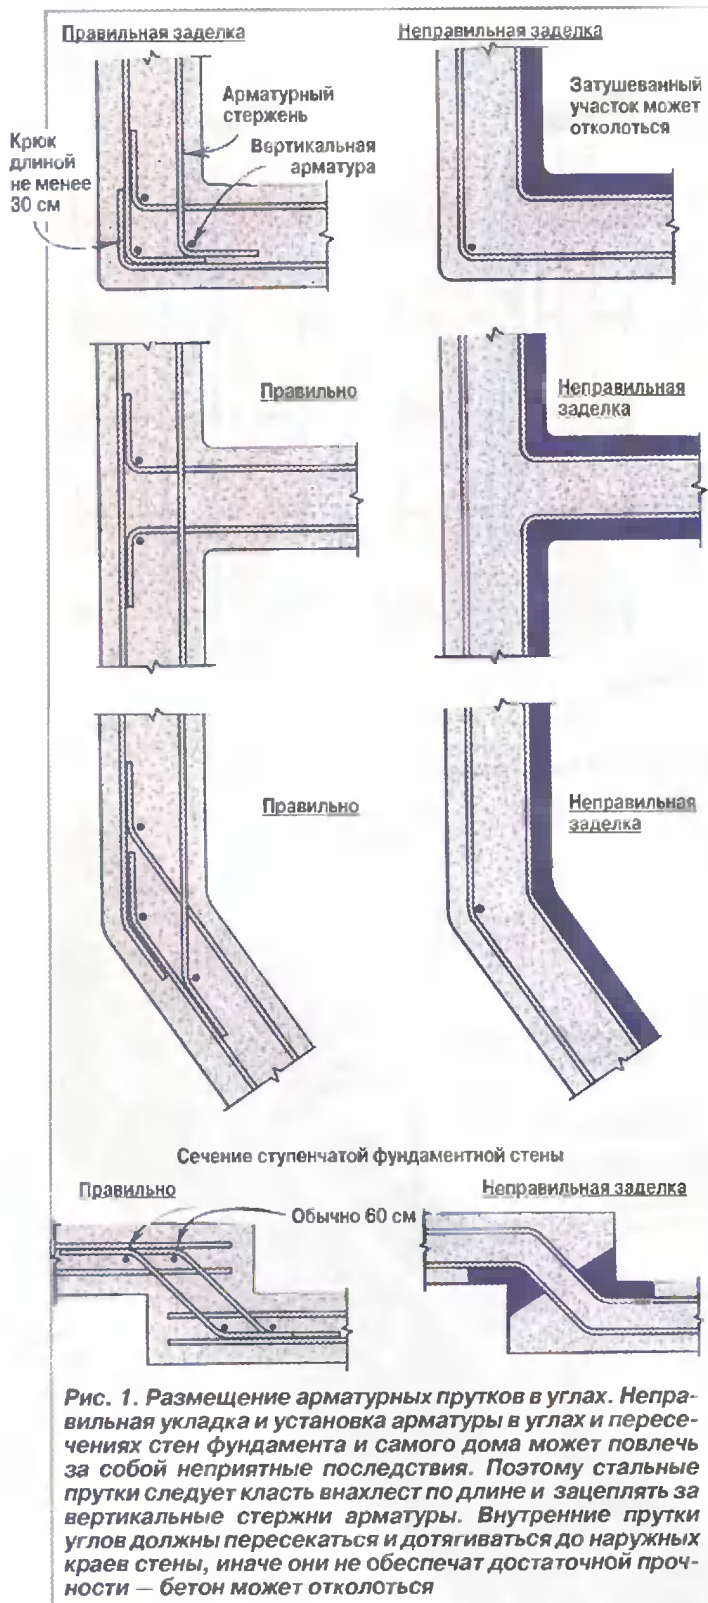 Правильная заделка
Неправильная заделка
Арматурный
стержень
Затушеванный
участок может
отколоться
Крюк
длиной
не менее
30 см
Вертикальная
арматура
Правильно
Неправильная
заделка
Правильно
Неправильная
заделка
Сечение ступенчатой фундаментной стены
Правильно
Неправильная заделка
Обычно 60 см
Рис. 1. Размещение арматурных прутков в углах. Непра-
вильная укладка и установка арматуры в углах и пересе-
чениях стен фундамента и самого дома может повлечь
за собой неприятные последствия. Поэтому стальные
прутки следует класть внахлест по длине и зацеплять за
вертикальные стержни арматуры. Внутренние прутки
углов должны пересекаться и дотягиваться до наружных
краев стены, иначе они не обеспечат достаточной проч-
ности — бетон может отколоться